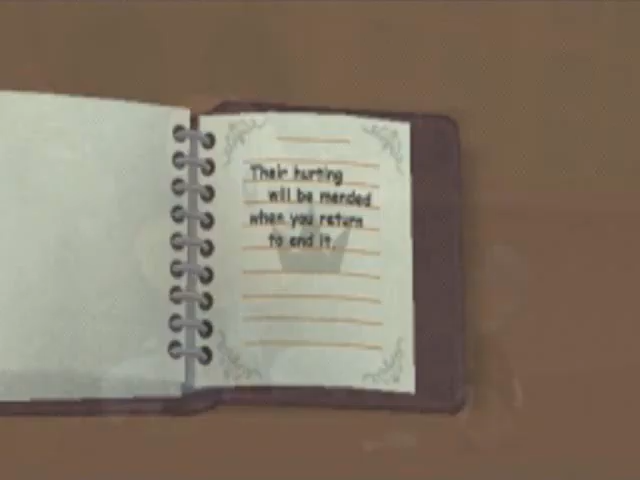 Their hurting
will be mended
when you return
to end it.